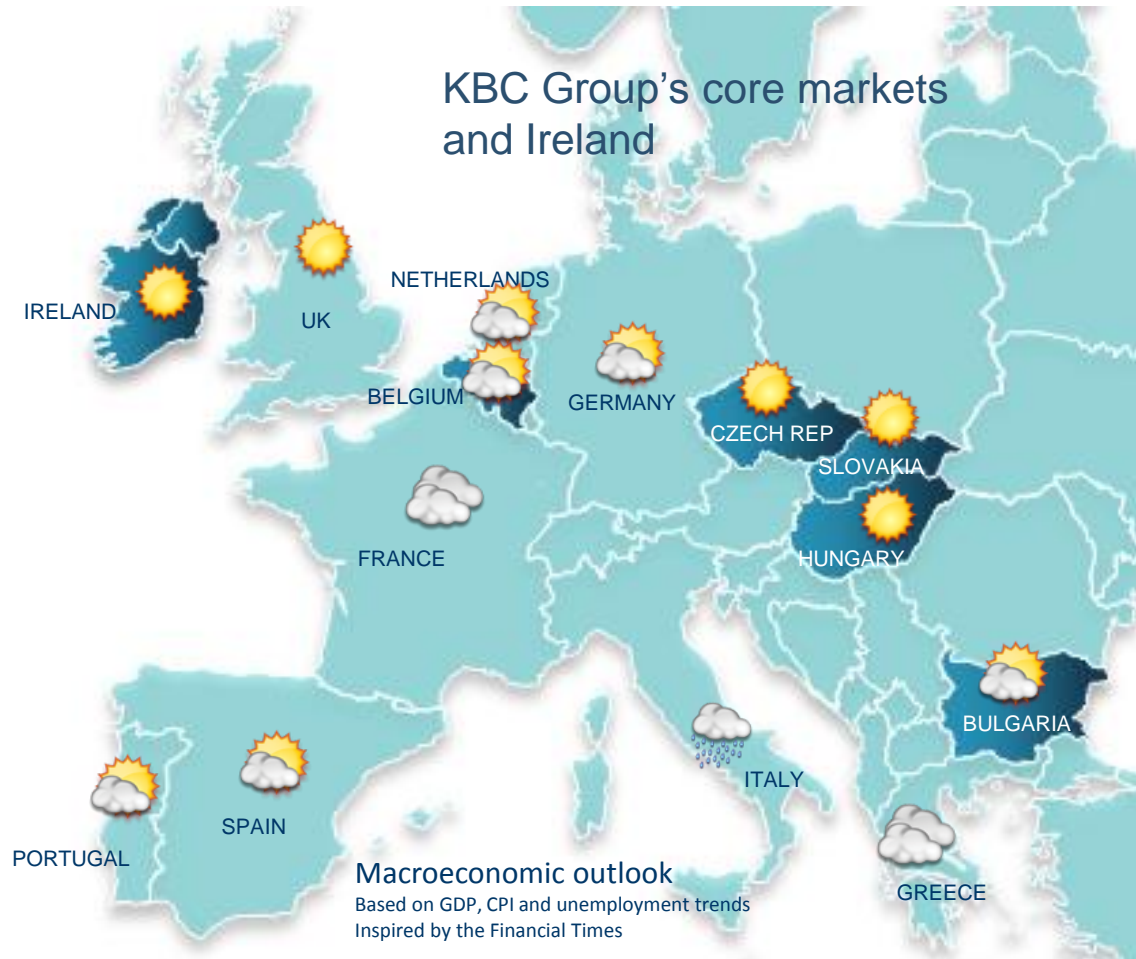 KBC Group's core markets
and Ireland
NETHERLANDS
IRELAND
UK
BELGIUM
GERMANY
CZECH REP
SLOVAKIA
FRANCE
HUNGARY
BULGARIA
ITALY
SPAIN
PORTUGAL
GREECE
Macroeconomic outlook
Based on GDP, CPI and unemployment trends
Inspired by the Financial Times